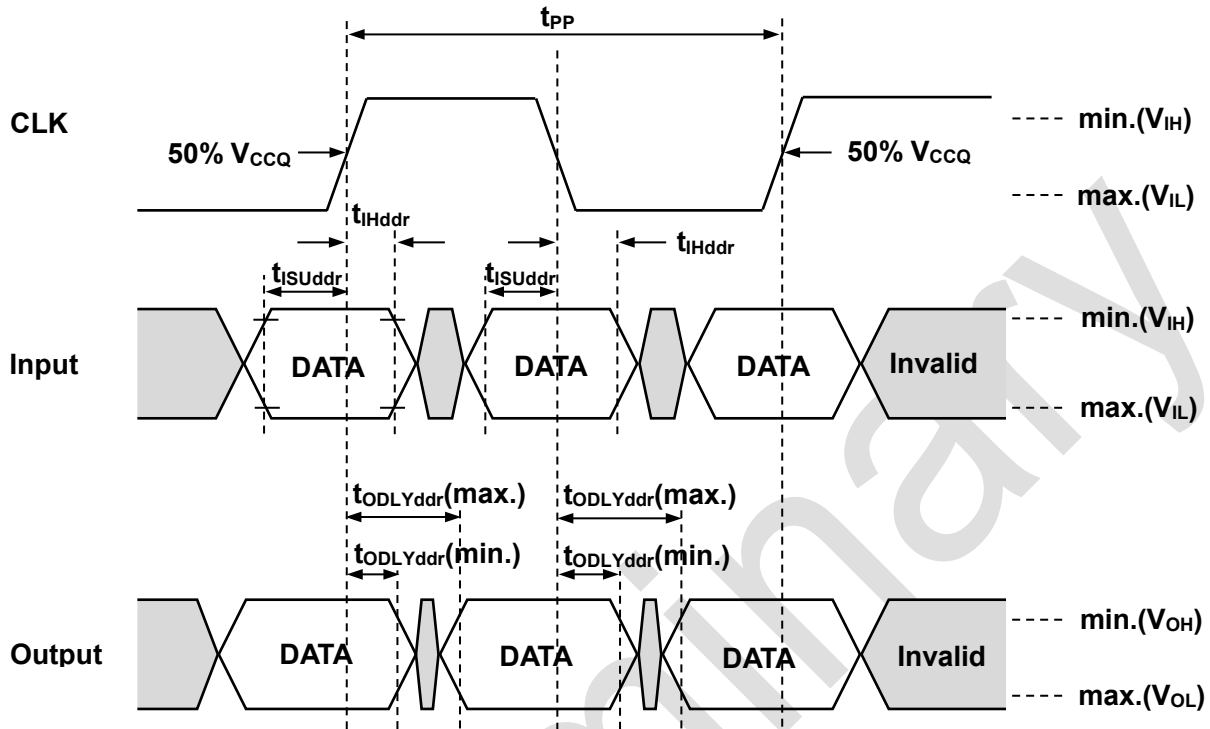 tPP
CLK
min.(VIH)
50% VCCQ
50% VCCQ
max.(VIL)
tIHddr
tIHddr
tISUddr
tISUddr
min.(VIH)
Input
DATA
DATA
DATA
Invalid
max.(VIL)
tODLYddr(max.)
tODLYddr(max.)
tODLYddr(min.)
tODLYddr(min.)
min.(VOH)
Output
DATA
DATA
DATA
Invalid
max.(VOL)
minary